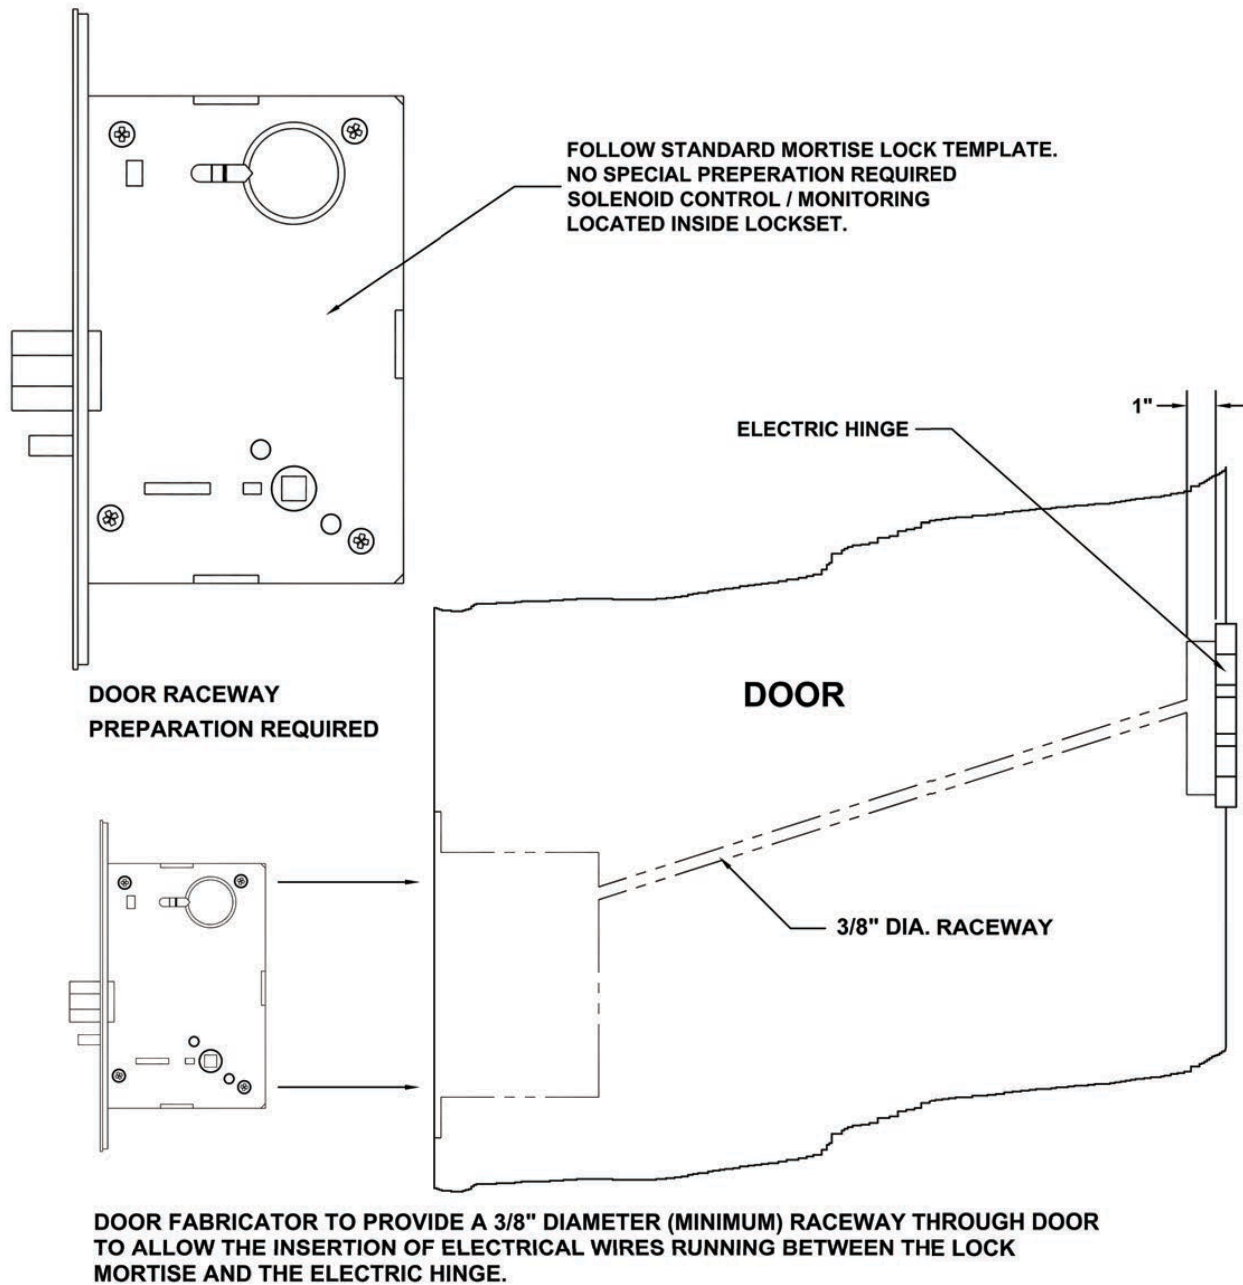 FOLLOW STANDARD MORTISE LOCK TEMPLATE.
NO SPECIAL PREPERATION REQUIRED
SOLENOID CONTROL / MONITORING
LOCATED INSIDE LOCKSET.
1"
ELECTRIC HINGE
DOOR RACEWAY
PREPARATION REQUIRED
DOOR
3/8" DIA. RACEWAY
DOOR FABRICATOR TO PROVIDE A 3/8" DIAMETER (MINIMUM) RACEWAY THROUGH DOOR
TO ALLOW THE INSERTION OF ELECTRICAL WIRES RUNNING BETWEEN THE LOCK
MORTISE AND THE ELECTRIC HINGE.